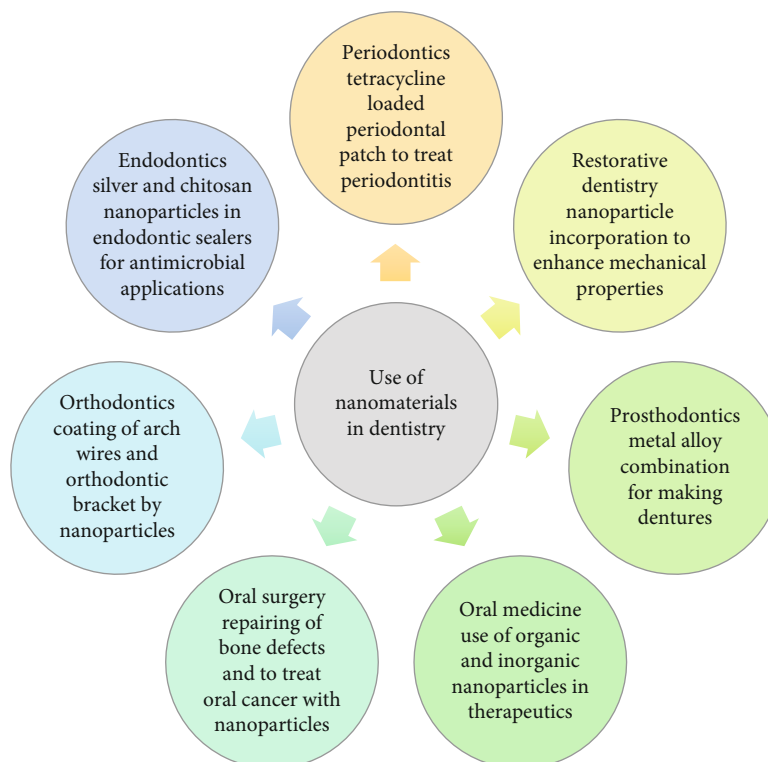 Periodontics
tetracycline
loaded
periodontal
patch to treat
periodontitis
Restorative
dentistry
nanoparticle
incorporation to
enhance mechanical
properties
Prosthodontics
metal alloy
combination
for making
dentures
Oral medicine
use of organic
and inorganic
nanoparticles in
therapeutics
Oral surgery
repairing of
bone defects
and to treat
oral cancer with
nanoparticles
Orthodontics
coating of arch
wires and
orthodontic
bracket by
nanoparticles
Endodontics
silver and chitosan
nanoparticles in
endodontic sealers
for antimicrobial
applications
Use of
nanomaterials
in dentistry